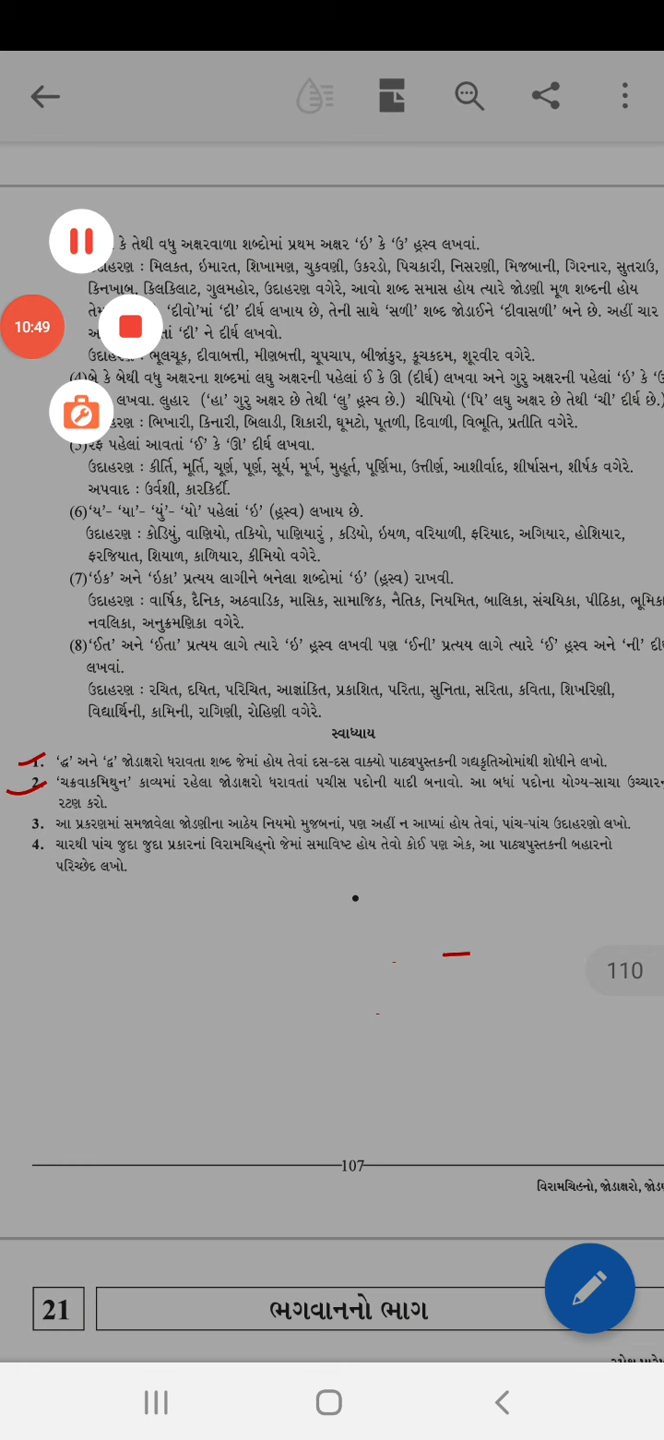 કે તેથી વધુ અક્ષરવાળા શબ્દોમાં પ્રથમ અક્ષર ‘ઇ’ કે ‘ઉ’ હ્રસ્વ લખવાં.
ઉદાહરણ : મિલકત, ઇમારત, શિખામણ, ચુકવણી, ઉકરડો, પિચકારી, નિસરણી, મિજબાની, ગિરનાર, સુતરાઉ,
કિનખાબ, કિલકિલાટ, ગુલમહોર, ઉદાહરણ વગેરે, આવો શબ્દ સમાસ હોય ત્યારે જોડણી મૂળ શબ્દની હોય
10:49
‘દીવો’માં ‘દી’ દીર્ઘ લખાય છે, તેની સાથે ‘સળી’ શબ્દ જોડાઈને ‘દીવાસળી’ બને છે. અહીં ચાર
‘દી’ ને દીર્ઘ લખવો.
ઉદાહરણ : ભૂલચૂક, દીવાબત્તી, મીણબત્તી, ચૂપચાપ, બીજાંકુર, કૂચકદમ, શૂરવીર વગેરે.
(4)બે કે બેથી વધુ અક્ષરના શબ્દમાં લઘુ અક્ષરની પહેલાં ઈ કે ઊ (દીર્ઘ) લખવા અને ગુરુ અક્ષરની પહેલાં ‘ઇ’ કે
લખવા. લુહાર (‘હા’ ગુરુ અક્ષર છે તેથી ‘લુ’ હ્રસ્વ છે.) ચીપિયો (‘પિ’ લઘુ અક્ષર છે તેથી ‘ચી’ દીર્ઘ છે.)
ભિખારી, કિનારી, બિલાડી, શિકારી, ઘૂમટો, પૂતળી, દિવાળી, વિભૂતિ, પ્રતીતિ વગેરે.
(5)રેફ પહેલાં આવતાં ‘ઈ’ કે ‘ઊ’ દીર્ઘ લખવા.
ઉદાહરણ : કીર્તિ, મૂર્તિ, ચૂર્ણ, પૂર્ણ, સૂર્ય, મૂર્ખ, મુહૂર્ત, પૂર્ણિમા, ઉત્તીર્ણ, આશીર્વાદ, શીર્ષાસન, શીર્ષક વગેરે.
અપવાદ : ઉર્વશી, કારકિર્દી.
(6)‘ય’- ‘યા’- ‘યું’- ‘યો’ પહેલાં ‘ઇ’ (હ્રસ્વ) લખાય છે.
ઉદાહરણ : કોડિયું, વાણિયો, તકિયો, પાણિયારું , કડિયો, ઇયળ, વરિયાળી, ફરિયાદ, અગિયાર, હોશિયાર,
ફરજિયાત, શિયાળ, કાળિયાર, કીમિયો વગેરે.
(7)‘ઇક’ અને ‘ઇકા’ પ્રત્યય લાગીને બનેલા શબ્દોમાં ‘ઇ’ (હ્રસ્વ) રાખવી.
ઉદાહરણ : વાર્ષિક, દૈનિક, અઠવાડિક, માસિક, સામાજિક, નૈતિક, નિયમિત, બાલિકા, સંચયિકા, પીઠિકા, ભૂમિકા
નવલિકા, અનુક્રમણિકા વગેરે.
(8)‘ઈત’ અને ‘ઈતા’ પ્રત્યય લાગે ત્યારે ‘ઇ’ હ્રસ્વ લખવી પણ ‘ઈની’ પ્રત્યય લાગે ત્યારે ‘ઈ’ હ્રસ્વ અને ‘ની’
લખવાં.
ઉદાહરણ : રચિત, દયિત, પરિચિત, આજ્ઞાંકિત, પ્રકાશિત, પરિતા, સુનિતા, સરિતા, કવિતા, શિખરિણી,
વિદ્યાર્થિની, કામિની, રાગિણી, રોહિણી વગેરે.
સ્વાધ્યાય
1. ‘દ્ધ’ અને ‘દ્વ’ જોડાક્ષરો ધરાવતા શબ્દ જેમાં હોય તેવાં દસ-દસ વાક્યો પાઠ્યપુસ્તકની ગદ્યકૃતિઓમાંથી શોધીને લખો.
2. ‘ચક્રવાકમિથુન’ કાવ્યમાં રહેલા જોડાક્ષરો ધરાવતાં પચીસ પદોની યાદી બનાવો. આ બધાં પદોના યોગ્ય-સાચા
રટણ કરો.
3. આ પ્રકરણમાં સમજાવેલા જોડણીના આઠેય નિયમો મુજબનાં, પણ અહીં ન આપ્યાં હોય તેવાં, પાંચ-પાંચ ઉદાહરણો લખો.
4. ચારથી પાંચ જુદા જુદા પ્રકારનાં વિરામચિહ્નો જેમાં સમાવિષ્ટ હોય તેવો કોઈ પણ એક, આ પાઠ્યપુસ્તકની બહારનો
પરિચ્છેદ લખો.
110
107
વિરામચિહ્નો, જોડાક્ષરો,
21 ભગવાનનો ભાગ